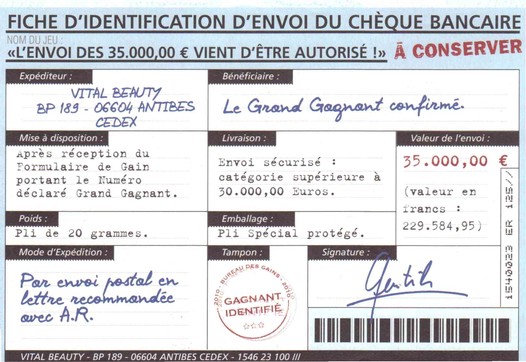 FICHE D'IDENTIFICATION D'ENVOI DU CHÈQUE BANCAIRE
NOM DU JEU :
«L'ENVOI DES 35.000,00 € VIENT D'ÊTRE AUTORISÉ !» À CONSERVER
Expéditeur :
VITAL BEAUTY
BP 189 - 06604 ANTIBES
CEDEX
Bénéficiaire :
Le Grand Gagnant confirmé.
Mise à disposition :
Après réception du
Formulaire de Gain
portant le Numéro
déclaré Grand Gagnant.
Livraison :
Envoi sécurisé :
catégorie supérieure à
30.000,00 Euros.
Valeur de l'envoi :
35.000,00 €
(valeur en
francs :
229.584,95)
Poids :
Pli de 20 grammes.
Emballage :
Pli Spécial protégé.
Mode d'Expédition :
Par envoi postal en
lettre recommandée
avec A.R.
Tampon :
2010 - BUREAU DES GAINS - 2010
GAGNANT
IDENTIFIÉ
Signature :
VITAL BEAUTY - BP 189 - 06604 ANTIBES CEDEX - 1546 23 100 ///